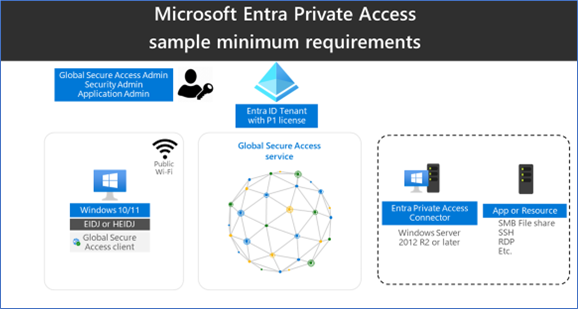 Microsoft Entra Private Access
sample minimum requirements
Global Secure Access Admin
Security Admin
Application Admin
Entra ID Tenant
with P1 license
Public
Wi-Fi
Windows 10/11
EIDJ or HEIDJ
Global Secure
Access client
Global Secure Access
service
Entra Private Access
Connector
Windows Server
2012 R2 or later
App or Resource
SMB File share
SSH
RDP
Etc.